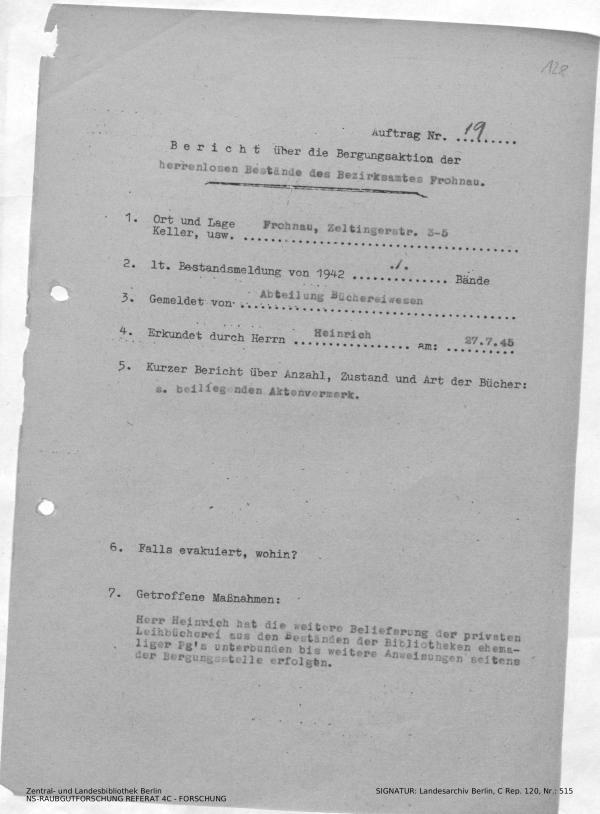 128
Auftrag Nr. ..19.....
B e r i c h t über die Bergungsaktion der
herrenlosen Bestände des Bezirksamtes Frohnau.
1. Ort und Lage Frohnau, Zeltingerstr. 3-5
Keller, usw. ........................................
2. lt. Bestandsmeldung von 1942 ...../........ Bände
3. Gemeldet von Abteilung Büchereiwesen
4. Erkundet durch Herrn Heinrich am: 27.7.45
5. Kurzer Bericht über Anzahl, Zustand und Art der Bücher:
s. beiliegenden Aktenvermerk.
6. Falls evakuiert, wohin?
7. Getroffene Maßnahmen:
Herr Heinrich hat die weitere Belieferung der privaten
Leihbücherei aus den Beständen der Bibliotheken ehema-
liger Pg's unterbunden bis weitere Anweisungen seitens
der Bergungsstelle erfolgen.
Zentral- und Landesbibliothek Berlin
NS-RAUBGUTFORSCHUNG REFERAT 4C - FORSCHUNG
SIGNATUR: Landesarchiv Berlin, C Rep. 120, Nr.: 515